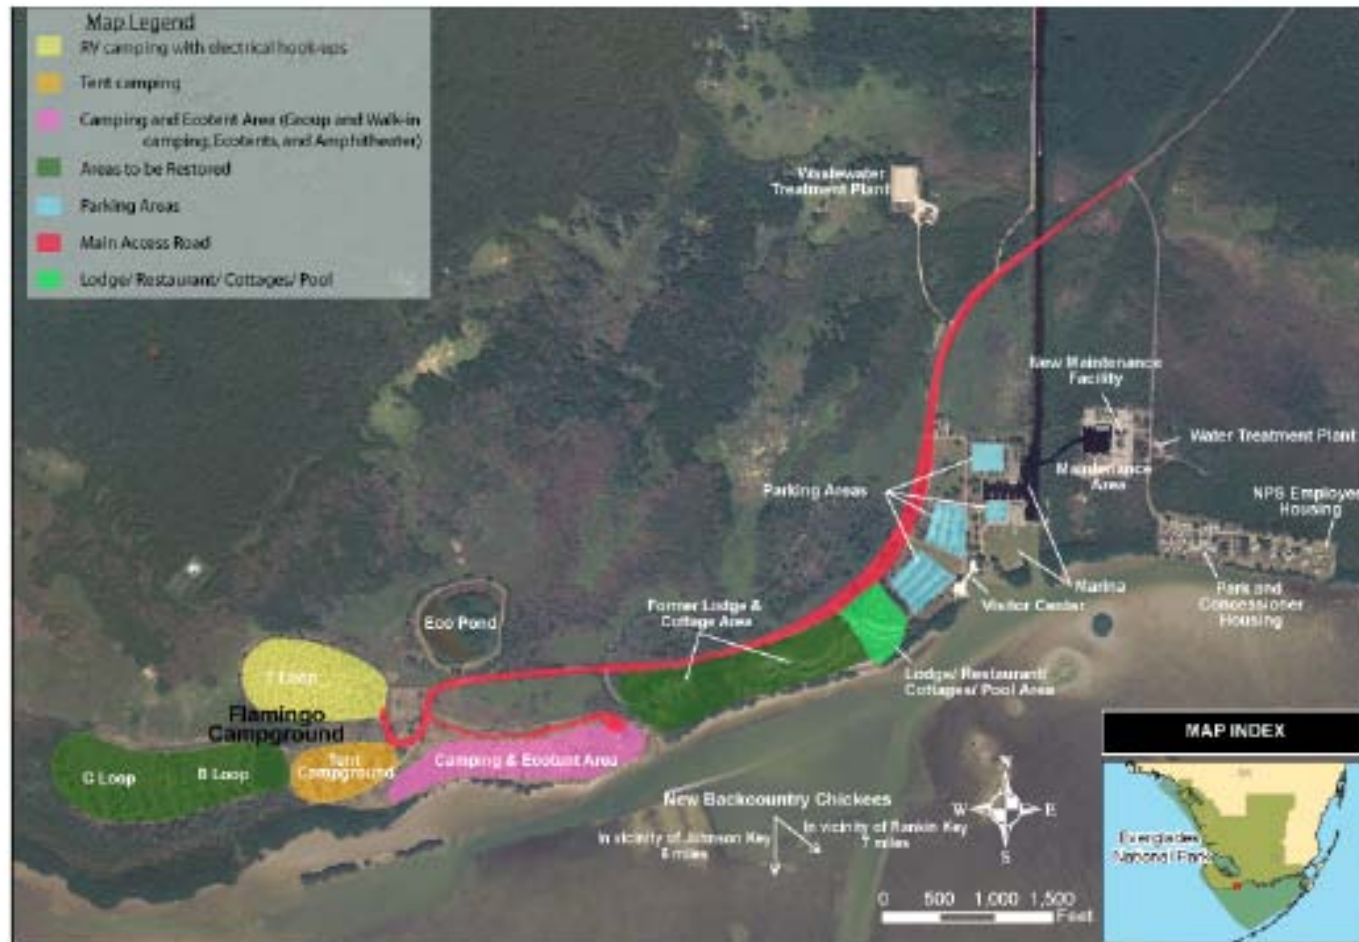 Map Legend
RV camping with electrical hook-ups
Tent camping
Camping and Ecotent Area (Group and Walk-in
camping, Ecotents, and Amphitheater)
Areas to be Restored
Parking Areas
Main Access Road
Lodge/ Restaurant/ Cottages/ Pool
Wastewater
Treatment Plant
New Maintenance
Facility
Water Treatment Plant
Maintenance
Area
Parking Areas
NPS Employee
Housing
Marina
Park and
Concessioner
Housing
Visitor Center
Former Lodge &
Cottage Area
Eco Pond
Lodge/ Restaurant/
Cottages/ Pool Area
T Loop
Flamingo
Campground
Tent
Campground
Camping & Ecotent Area
C Loop
B Loop
New Backcountry Chickees
In vicinity of Johnson Key
6 miles
In vicinity of Rankin Key
7 miles
N
W
E
S
0 500 1,000 1,500
Feet
MAP INDEX
Everglades
National Park